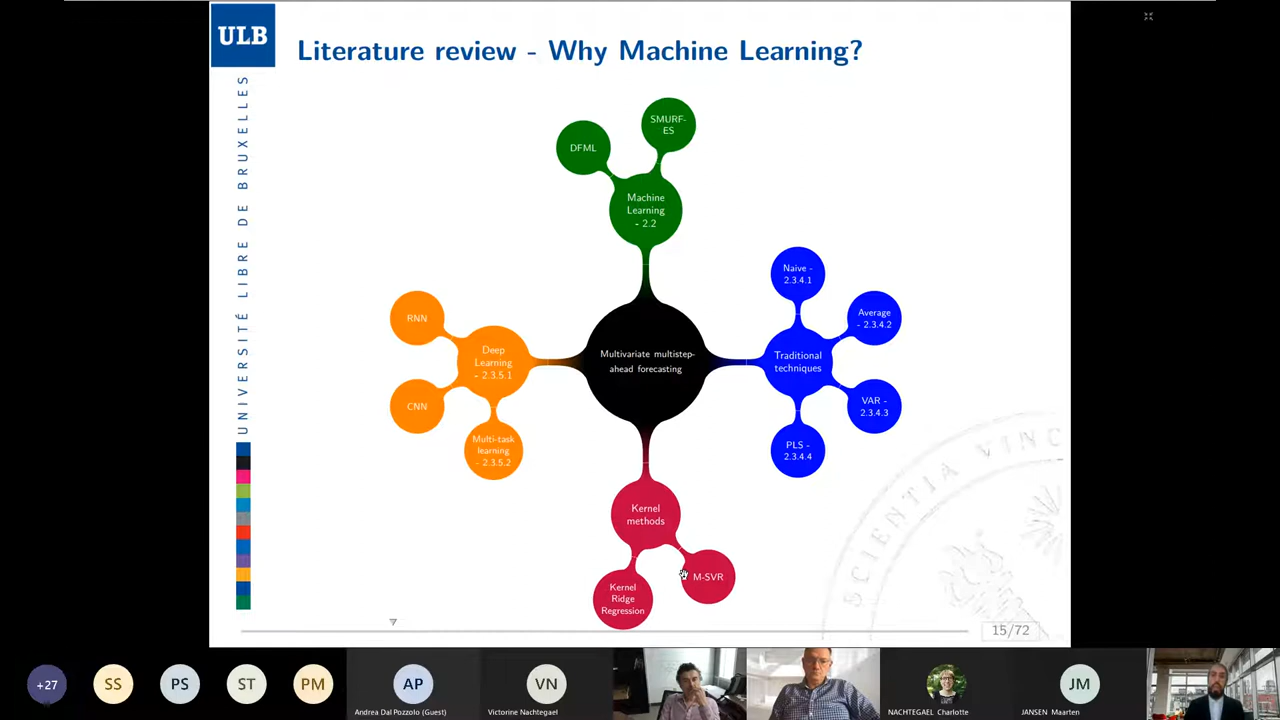 ULB
Literature review - Why Machine Learning?
UNIVERSITÉ LIBRE DE BRUXELLES
SMURF-
ES
DFML
Machine
Learning
- 2.2
Naive -
2.3.4.1
Average
- 2.3.4.2
Traditional
techniques
VAR -
2.3.4.3
PLS -
2.3.4.4
Multivariate multistep-
ahead forecasting
RNN
Deep
Learning
- 2.3.5.1
CNN
Multi-task
learning
- 2.3.5.2
Kernel
methods
M-SVR
Kernel
Ridge
Regression
SCIENTIA VINC
15/72
+27
SS
PS
ST
PM
AP
Andrea Dal Pozzolo (Guest)
VN
Victorine Nachtegael
NACHTEGAEL Charlotte
JM
JANSEN Maarten